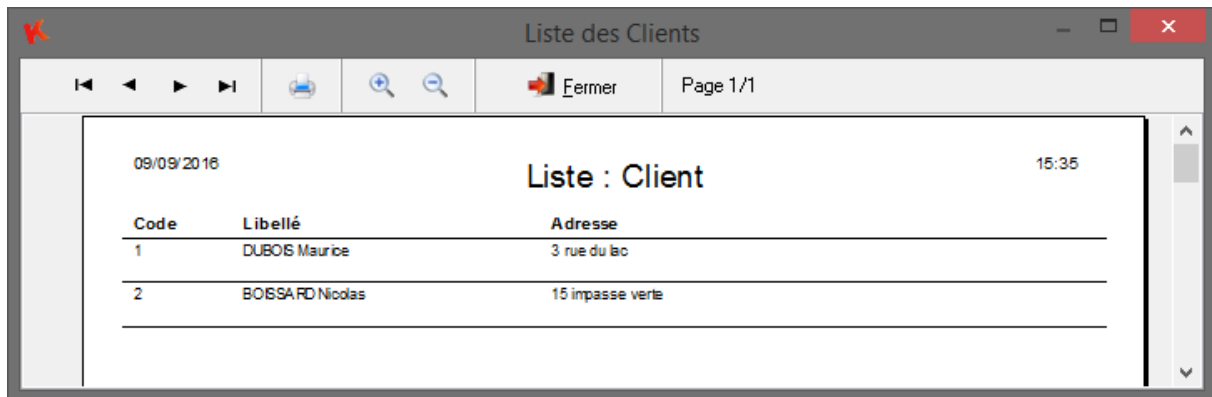 Liste des Clients
Fermer Page 1/1
09/09/2016 Liste : Client 15:35
Code Libellé Adresse
1 DUBOIS Maurice 3 rue du lac
2 BOISSARD Nicolas 15 impasse verte